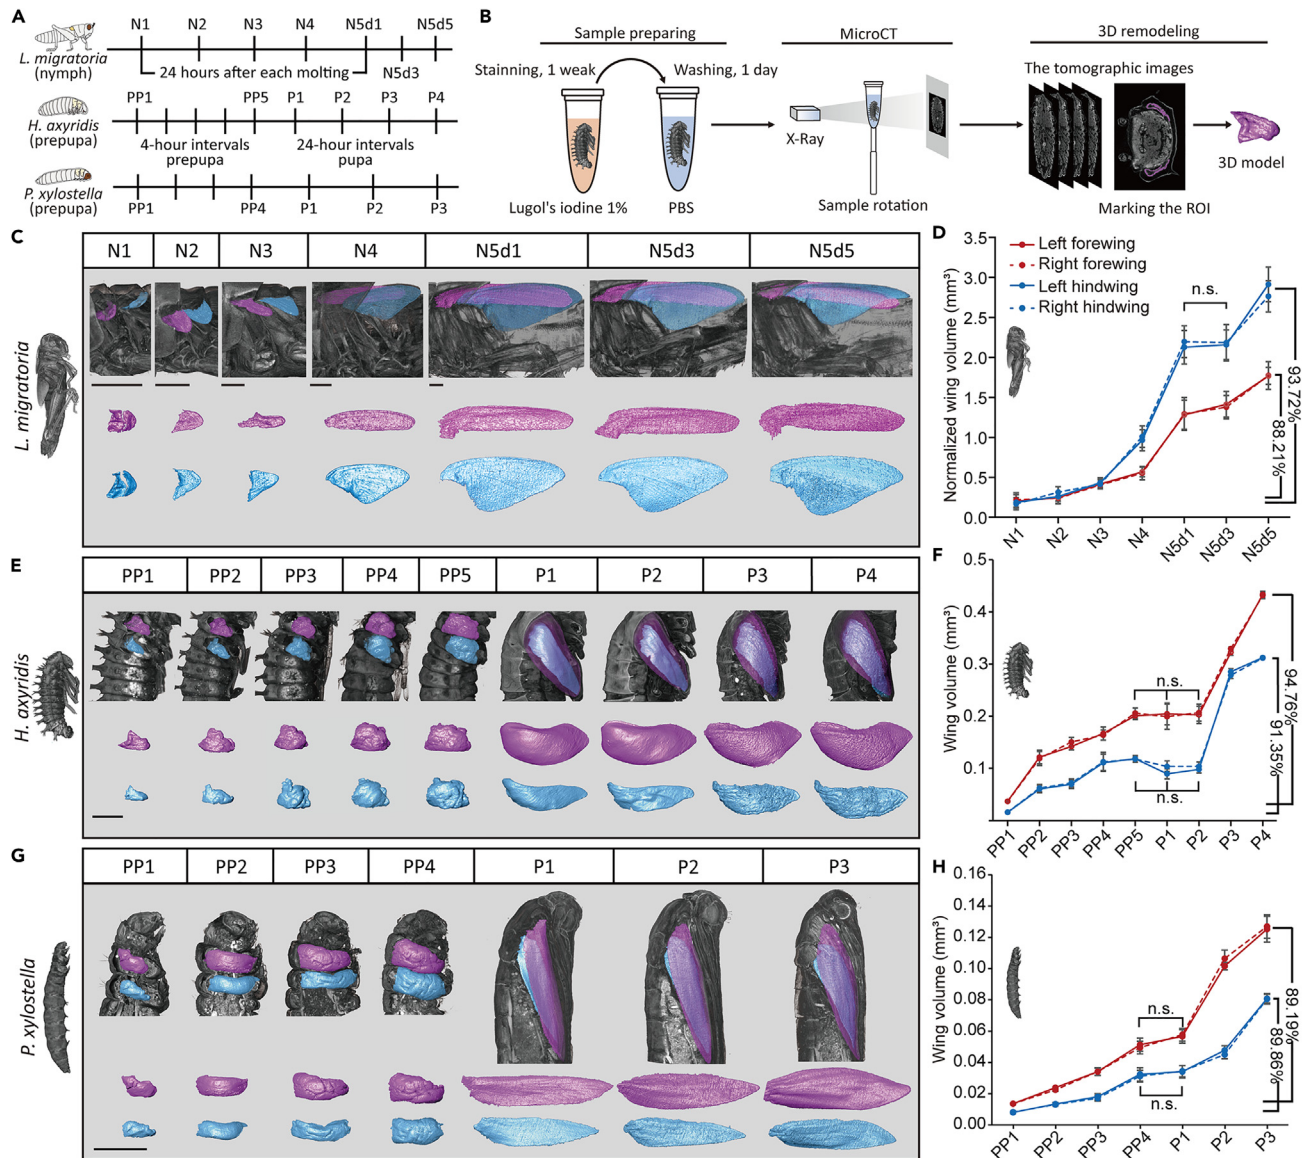 A
N1 N2 N3 N4 N5d1 N5d5
L. migratoria
(nymph)
24 hours after each molting
N5d3
PP1 PP5 P1 P2 P3 P4
H. axyridis
(prepupa)
4-hour intervals
prepupa
24-hour intervals
pupa
P. xylostella
(prepupa)
PP1 PP4 P1 P2 P3
B
Sample preparing
Stainning, 1 weak
Washing, 1 day
Lugol's iodine 1%
PBS
MicroCT
X-Ray
Sample rotation
3D remodeling
The tomographic images
3D model
Marking the ROI
C
N1 N2 N3 N4 N5d1 N5d3 N5d5
L. migratoria
D
Normalized wing volume (mm³)
3.5
3.0
2.5
2.0
1.5
1.0
0.5
0.0
Left forewing
Right forewing
Left hindwing
Right hindwing
n.s.
93.72%
88.21%
N1 N2 N3 N4 N5d1 N5d3 N5d5
E
PP1 PP2 PP3 PP4 PP5 P1 P2 P3 P4
H. axyridis
F
Wing volume (mm³)
0.5
0.4
0.3
0.2
0.1
n.s.
n.s.
94.76%
91.35%
PP1 PP2 PP3 PP4 PP5 P1 P2 P3 P4
G
PP1 PP2 PP3 PP4 P1 P2 P3
P. xylostella
H
Wing volume (mm³)
0.16
0.14
0.12
0.10
0.08
0.06
0.04
0.02
0.00
n.s.
n.s.
89.19%
89.86%
PP1 PP2 PP3 PP4 P1 P2 P3